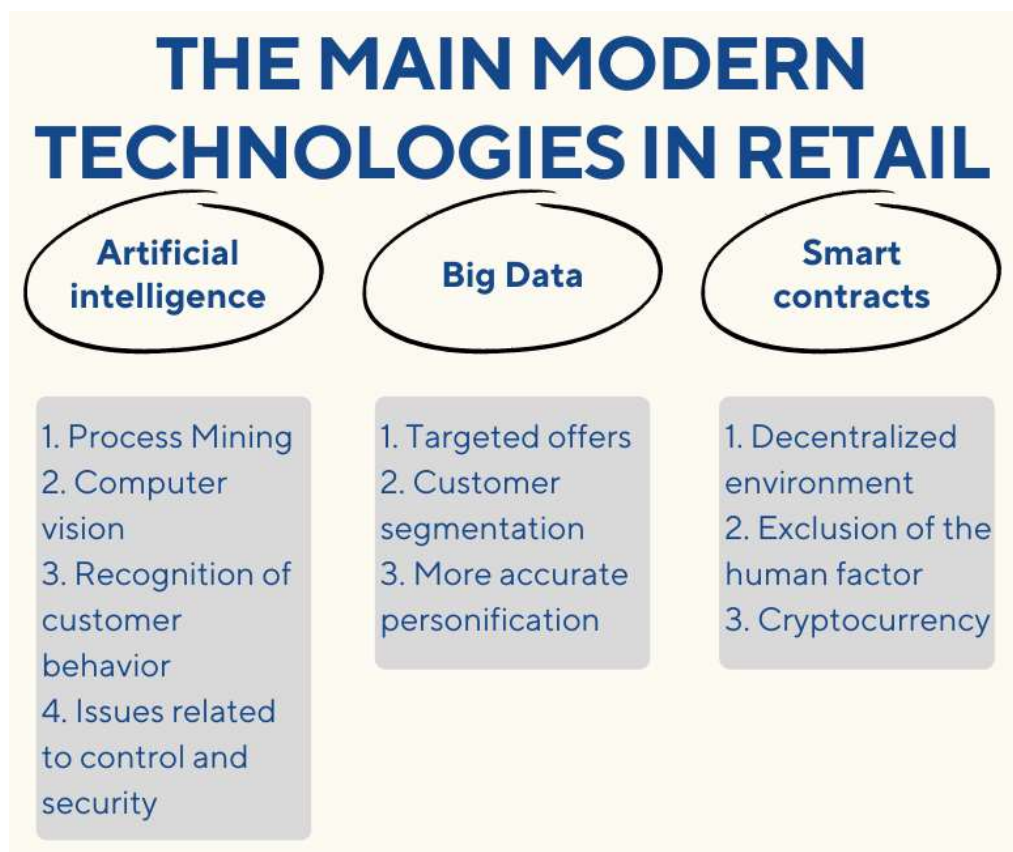 THE MAIN MODERN
TECHNOLOGIES IN RETAIL
Artificial
intelligence
Big Data
Smart
contracts
1. Process Mining
2. Computer
vision
3. Recognition of
customer
behavior
4. Issues related
to control and
security
1. Targeted offers
2. Customer
segmentation
3. More accurate
personification
1. Decentralized
environment
2. Exclusion of the
human factor
3. Cryptocurrency